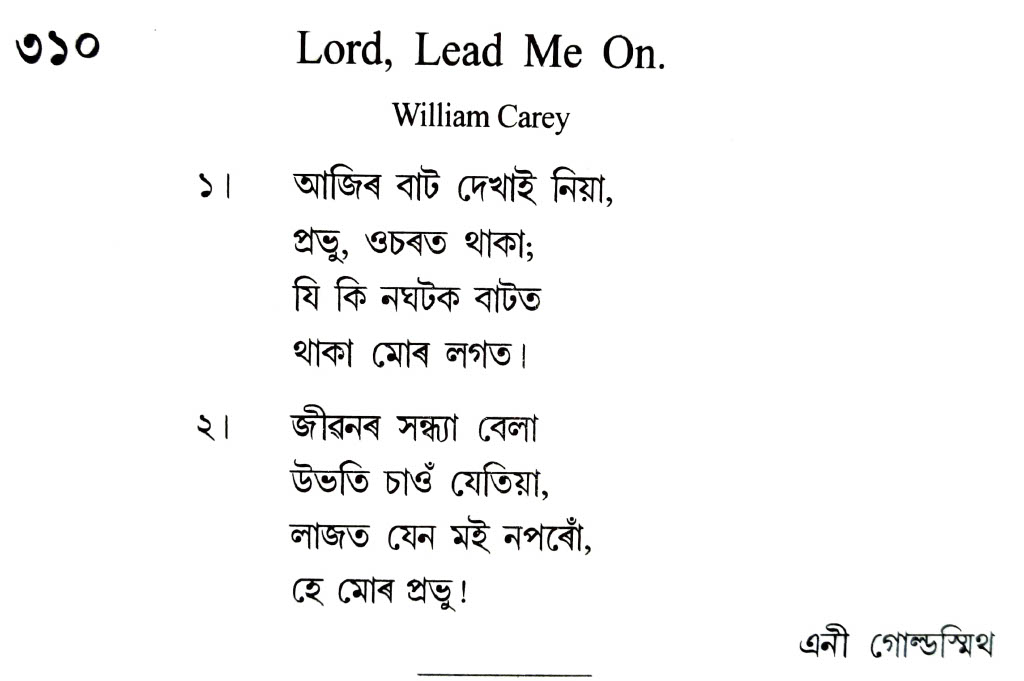 ৩১০ Lord, Lead Me On.
William Carey
১। আজিৰ বাট দেখাই নিয়া,
প্ৰভু, ওচৰত থাকা;
যি কি নঘটক বাটত
থাকা মোৰ লগত।
২। জীৱনৰ সন্ধ্যা বেলা
উভতি চাওঁ যেতিয়া,
লাজত যেন মই নপৰোঁ,
হে মোৰ প্ৰভু!
এনী গোল্ডস্মিথ